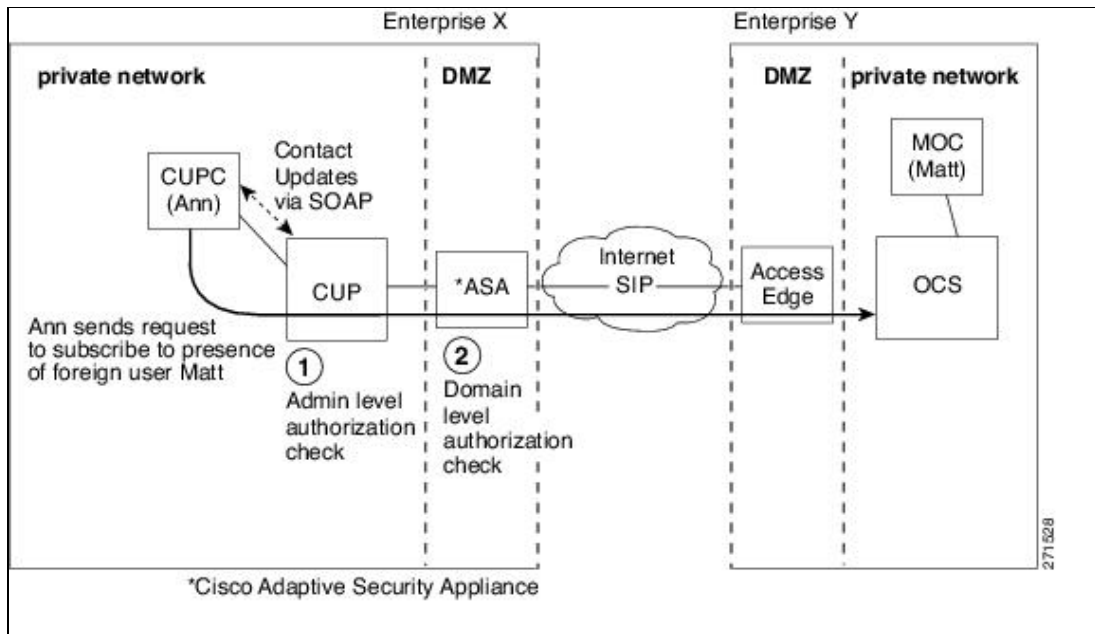 Enterprise X
Enterprise Y
private network
DMZ
DMZ
private network
CUPC
(Ann)
Contact
Updates
via SOAP
MOC
(Matt)
CUP
*ASA
Internet
SIP
Access
Edge
OCS
Ann sends request
to subscribe to presence
of foreign user Matt
1
Admin level
authorization
check
2
Domain
level
authorization
check
271528
*Cisco Adaptive Security Appliance